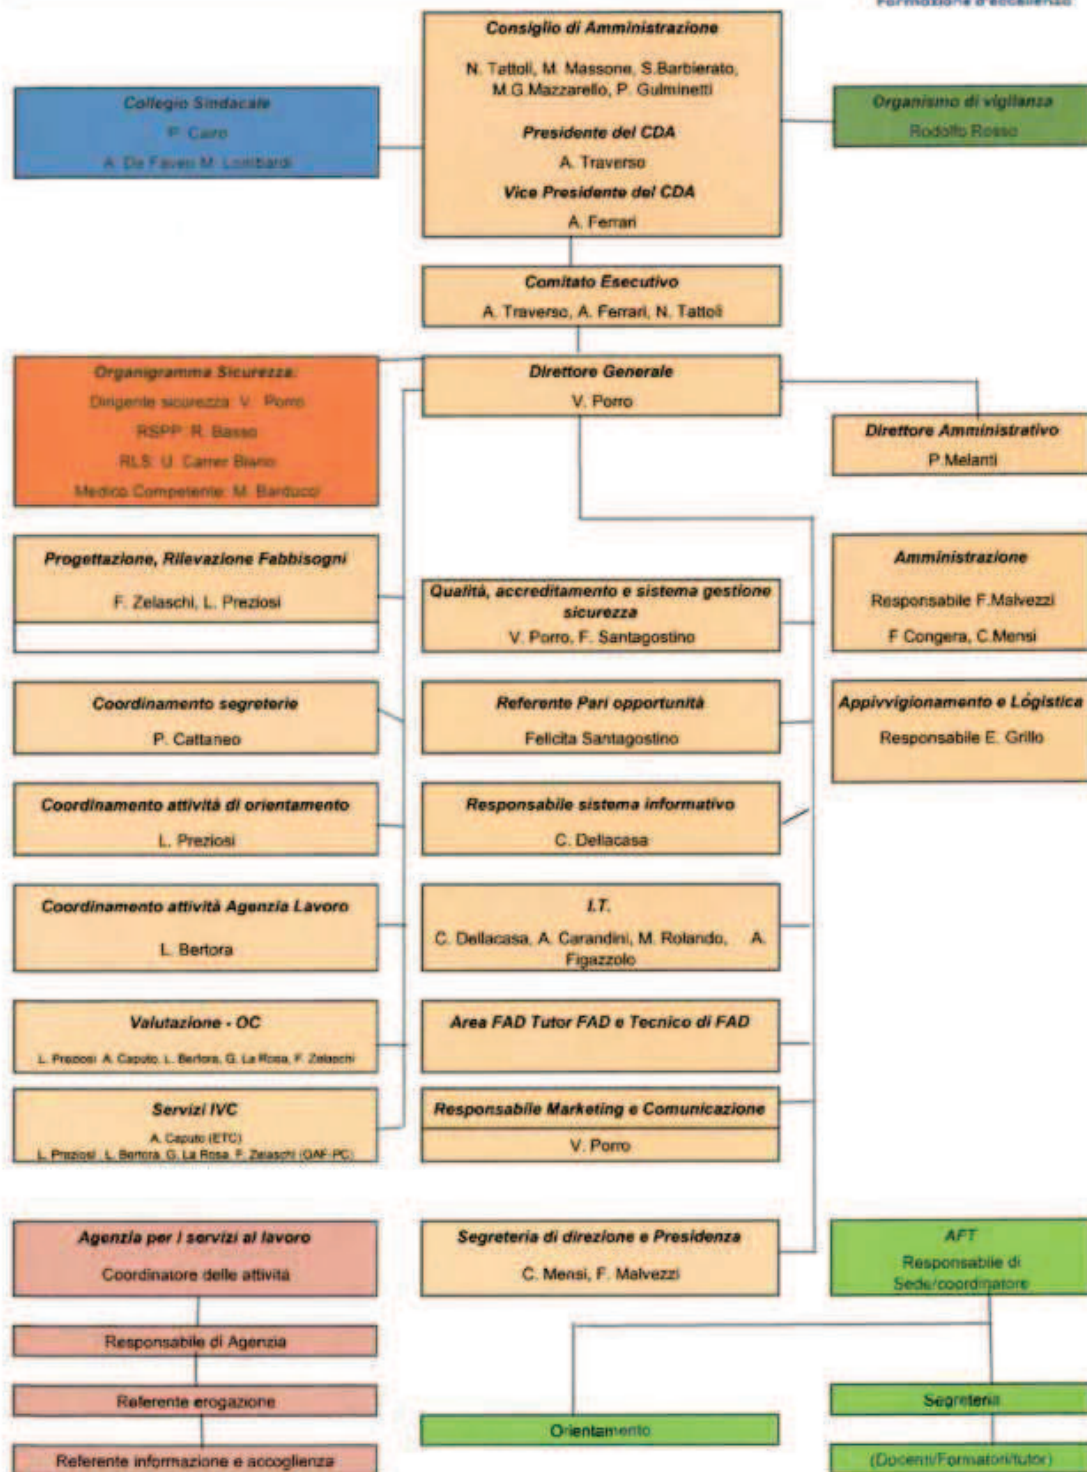 Formazione d'eccellenza
Consiglio di Amministrazione
N. Tattoli, M. Massone, S.Barbierato,
M.G.Mazzarello, P. Gulminetti
Presidente del CDA
A. Traverso
Vice Presidente del CDA
A. Ferrari
Collegio Sindacale
P. Cairo
A. De Faveri M. Lombardi
Organismo di vigilanza
Rodolfo Rosso
Comitato Esecutivo
A. Traverso, A. Ferrari, N. Tattoli
Organigramma Sicurezza:
Dirigente sicurezza: V. Porro
RSPP: R. Basso
RLS: U. Carrer Biano
Medico Competente: M. Barducci
Direttore Generale
V. Porro
Direttore Amministrativo
P.Melanti
Progettazione, Rilevazione Fabbisogni
F. Zelaschi, L. Preziosi
Qualità, accreditamento e sistema gestione
sicurezza
V. Porro, F. Santagostino
Amministrazione
Responsabile F.Malvezzi
F Congera, C.Mensi
Coordinamento segreterie
P. Cattaneo
Referente Pari opportunità
Felicita Santagostino
Appivvigionamento e Lógistica
Responsabile E. Grillo
Coordinamento attività di orientamento
L. Preziosi
Responsabile sistema informativo
C. Dellacasa
Coordinamento attività Agenzia Lavoro
L. Bertora
I.T.
C. Dellacasa, A. Carandini, M. Rolando, A.
Figazzolo
Valutazione - OC
L. Preziosi A. Caputo, L. Bertora, G. La Rosa, F. Zelaschi
Area FAD Tutor FAD e Tecnico di FAD
Servizi IVC
A. Caputo (ETC)
L. Preziosi, L. Bertora, G. La Rosa, F. Zelaschi (OAF-PC)
Responsabile Marketing e Comunicazione
V. Porro
Agenzia per i servizi al lavoro
Coordinatore delle attività
Segreteria di direzione e Presidenza
C. Mensi, F. Malvezzi
AFT
Responsabile di
Sede/coordinatore
Responsabile di Agenzia
Referente erogazione
Segreteria
Orientamento
Referente informazione e accoglienza
(Docenti/Formatori/tutor)